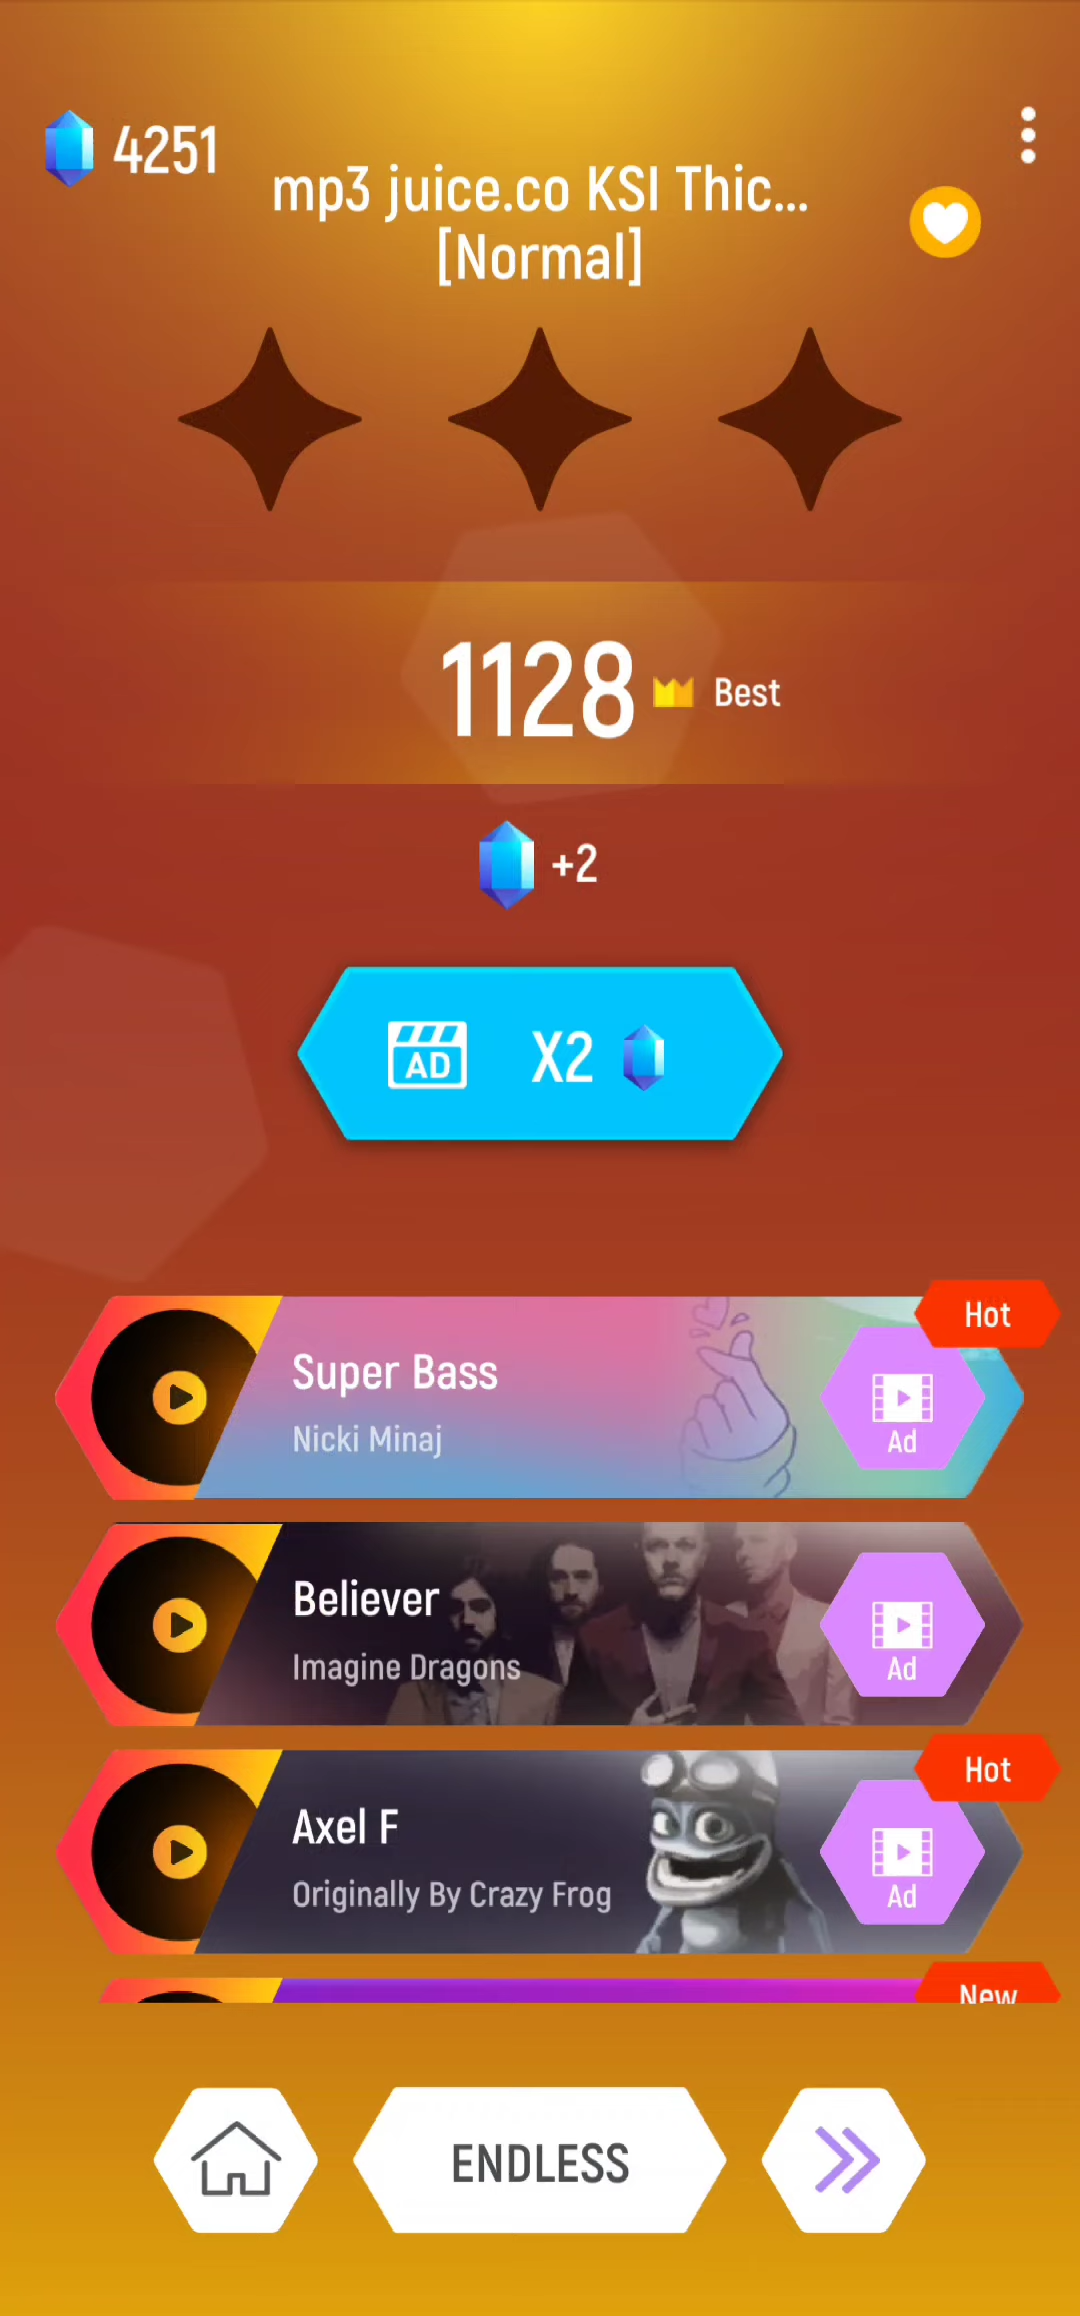 4251
mp3 juice.co KSI Thic...
[Normal]
1128 Best
+2
AD X2
Hot
Super Bass
Nicki Minaj
Ad
Believer
Imagine Dragons
Ad
Hot
Axel F
Originally By Crazy Frog
Ad
New
ENDLESS